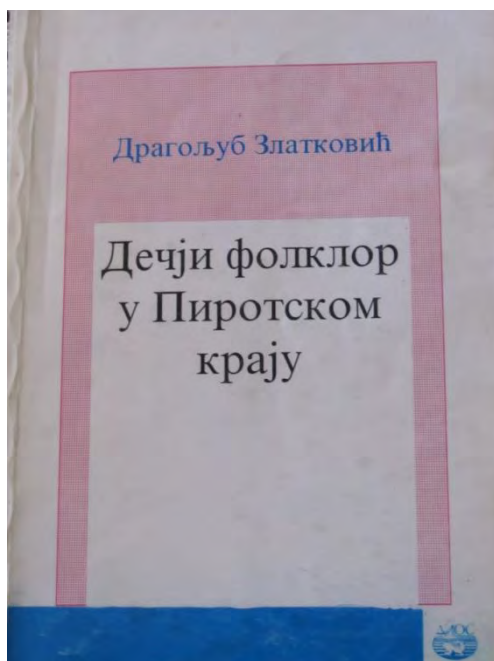 Драгољуб Златковић
Дечји фолклор
у Пиротском
крају